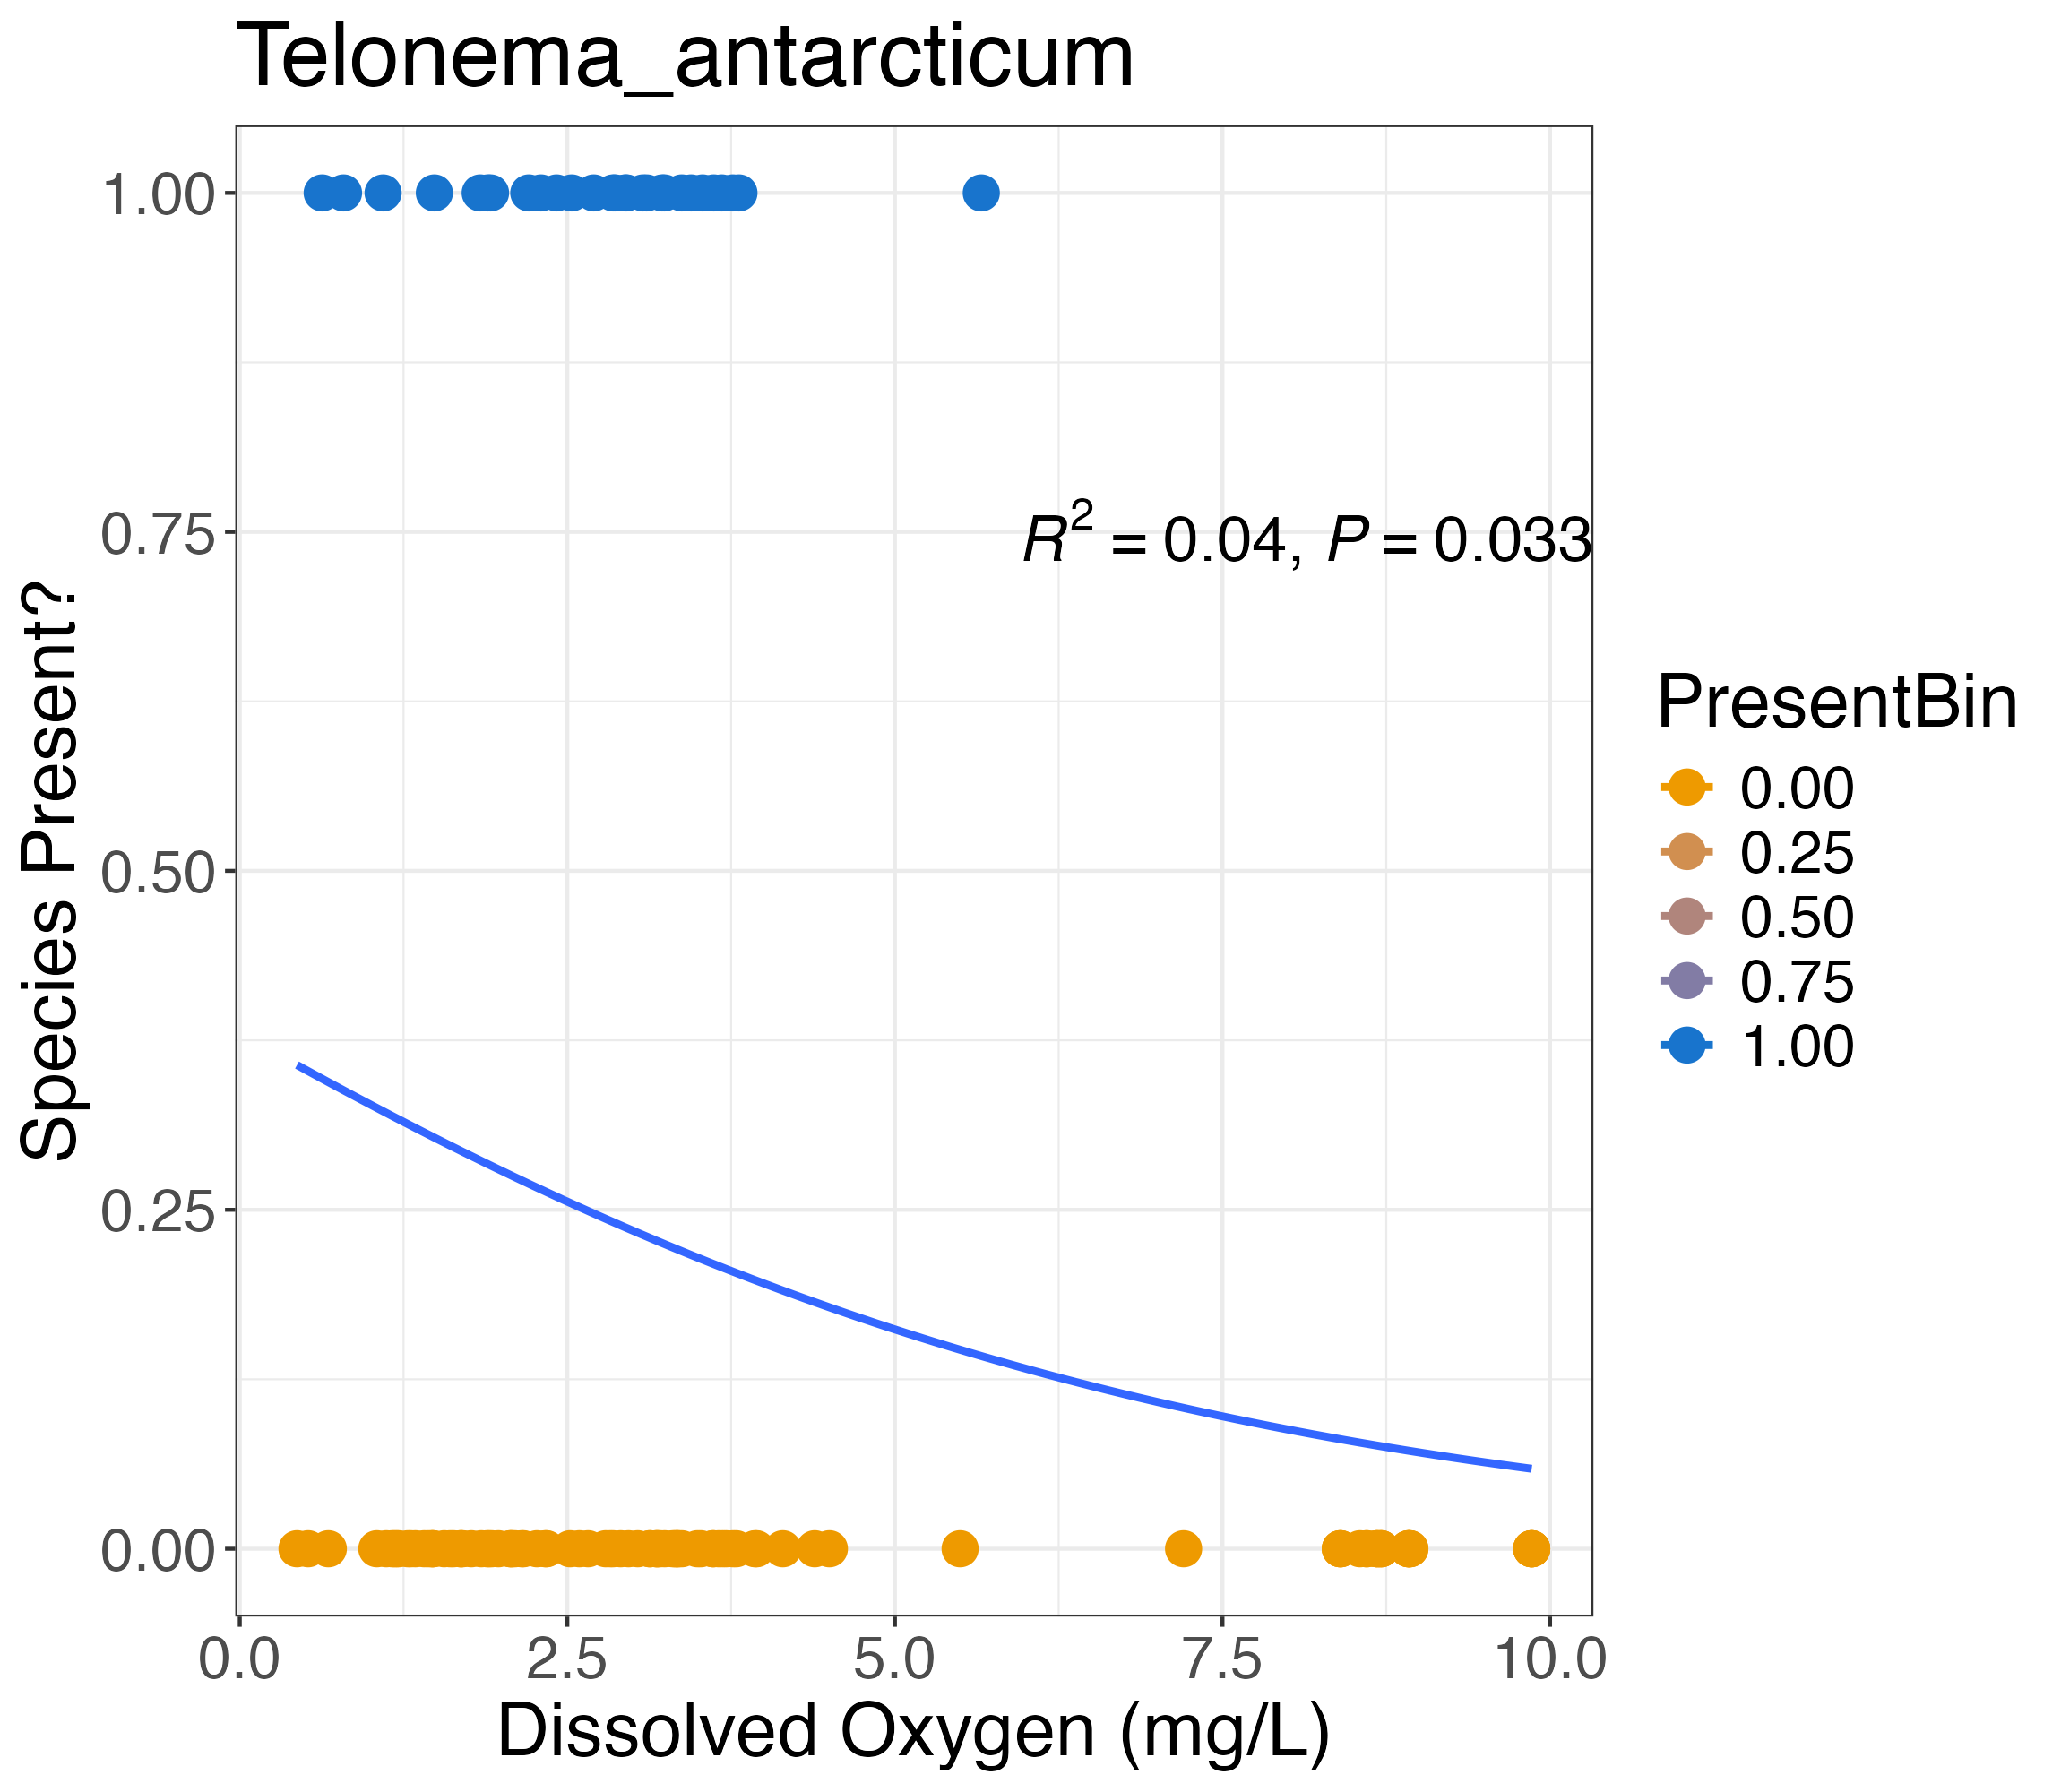 Telonema_antarcticum
1.00
0.75
0.50
0.25
0.00
Species Present?
R² = 0.04, P = 0.033
0.0 2.5 5.0 7.5 10.0
Dissolved Oxygen (mg/L)
PresentBin
0.00
0.25
0.50
0.75
1.00